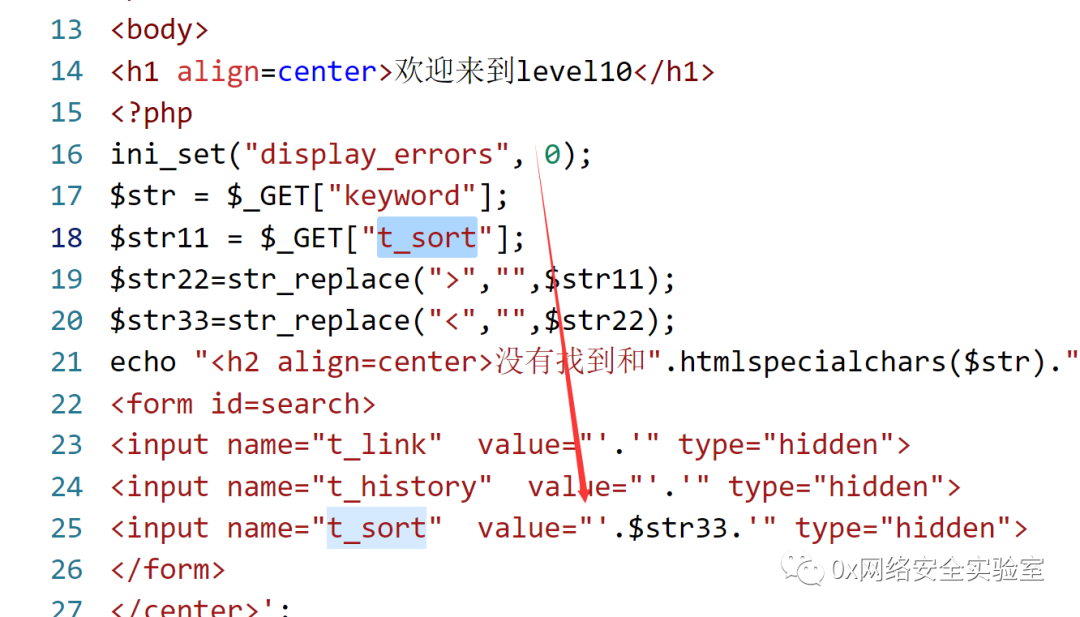 13 <body>
14 <h1 align=center>欢迎来到level10</h1>
15 <?php
16 ini_set("display_errors", 0);
17 $str = $_GET["keyword"];
18 $str11 = $_GET["t_sort"];
19 $str22=str_replace(">","",$str11);
20 $str33=str_replace("<","",$str22);
21 echo "<h2 align=center>没有找到和".htmlspecialchars($str)."
22 <form id=search>
23 <input name="t_link"  value="'.'" type="hidden">
24 <input name="t_history"  value="'.'" type="hidden">
25 <input name="t_sort"  value="'.$str33.'" type="hidden">
26 </form>
27 </center>';
0x网络安全实验室